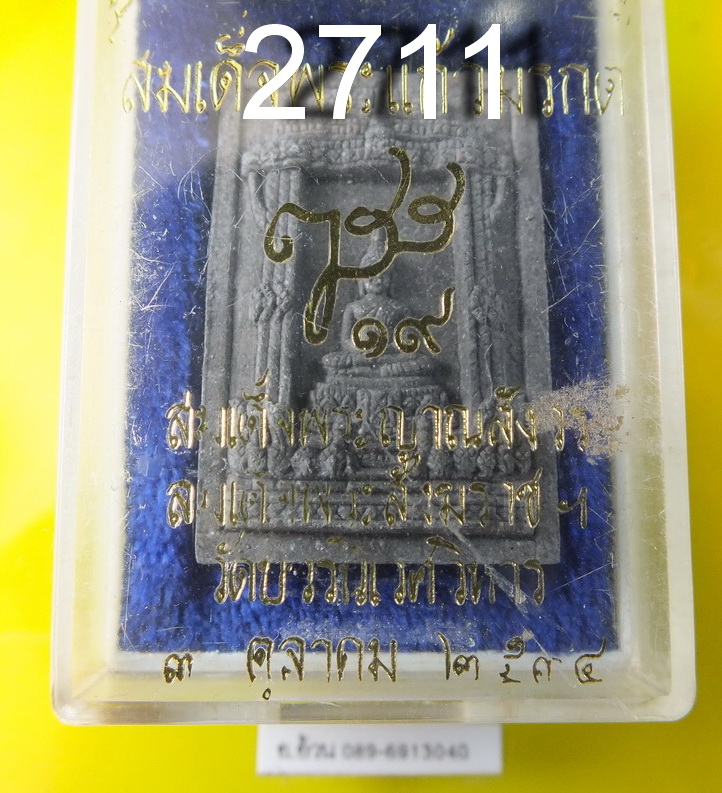 2711
สมเด็จพระแก้วมรกต
ญสส
๑๙
สมเด็จพระญาณสังวร
สมเด็จพระสังฆราช ฯ
วัดบวรนิเวศวิหาร
๓ ตุลาคม ๒๕๓๔
อ.อ้วน 089-6913040